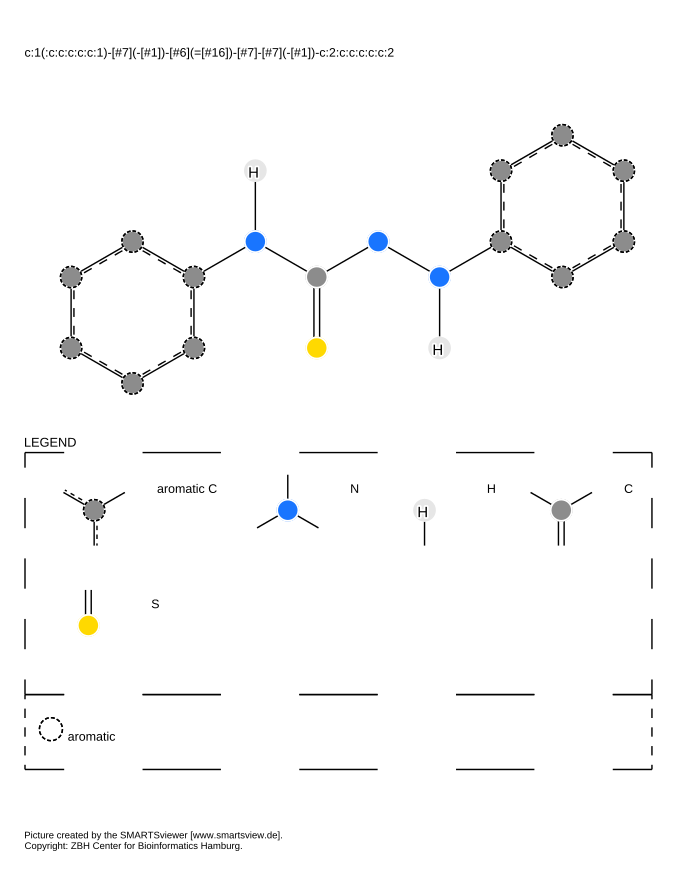 c:1(:c:c:c:c:c:1)-[#7](-[#1])-[#6](=[#16])-[#7]-[#7](-[#1])-c:2:c:c:c:c:c:2
H
H
LEGEND
aromatic C N H H C
S
aromatic
Picture created by the SMARTSviewer [www.smartsview.de].
Copyright: ZBH Center for Bioinformatics Hamburg.